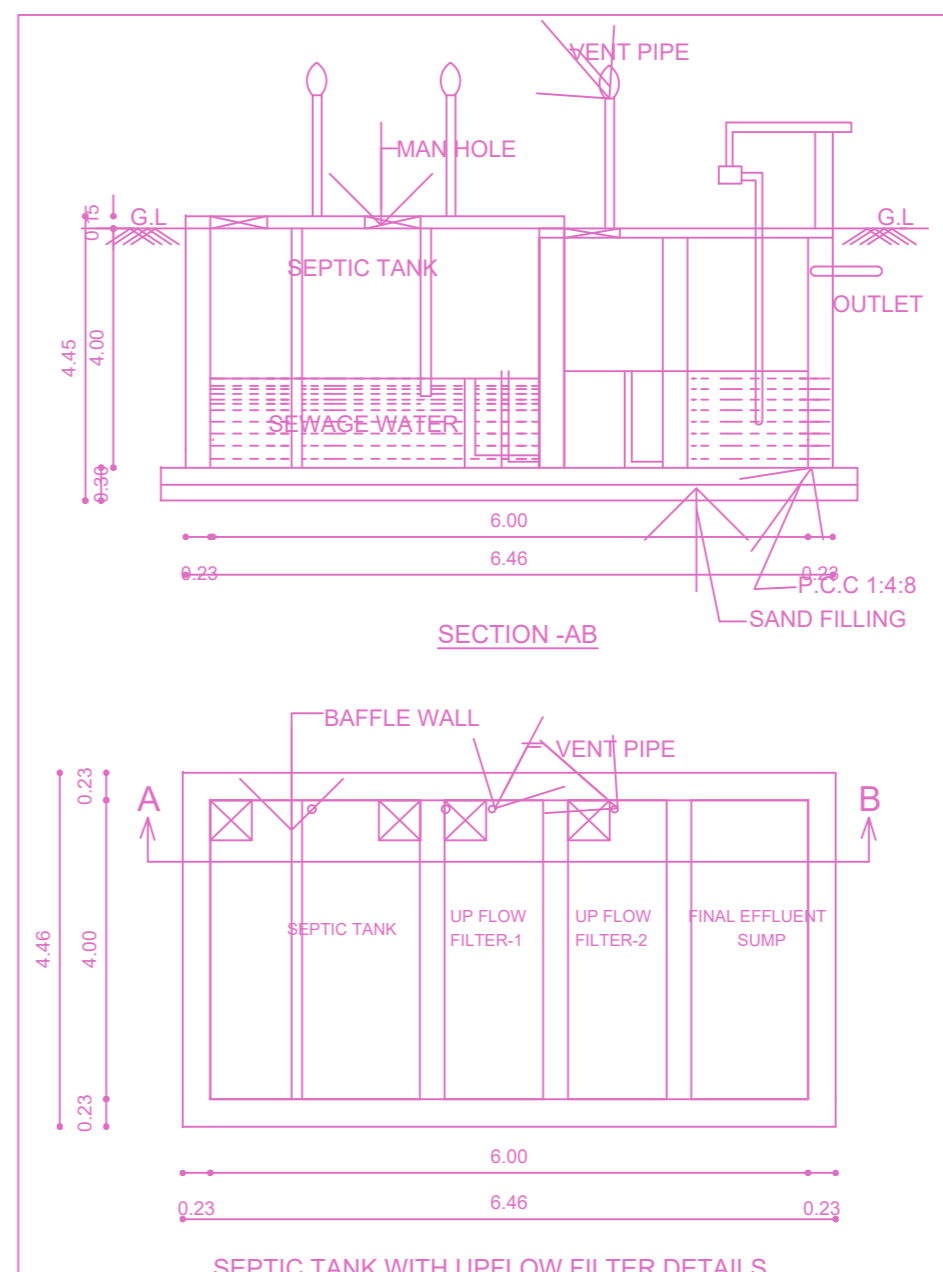 VENT PIPE
MAN HOLE
0.15
G.L
G.L
SEPTIC TANK
OUTLET
4.45
4.00
SEWAGE WATER
0.30
6.00
6.46
0.23
0.23
P.C.C 1:4:8
SAND FILLING
SECTION -AB
BAFFLE WALL
VENT PIPE
0.23
A
B
SEPTIC TANK
UP FLOW
FILTER-1
UP FLOW
FILTER-2
FINAL EFFLUENT
SUMP
4.46
4.00
0.23
6.00
0.23
6.46
0.23
SEPTIC TANK WITH UPFLOW FILTER DETAILS